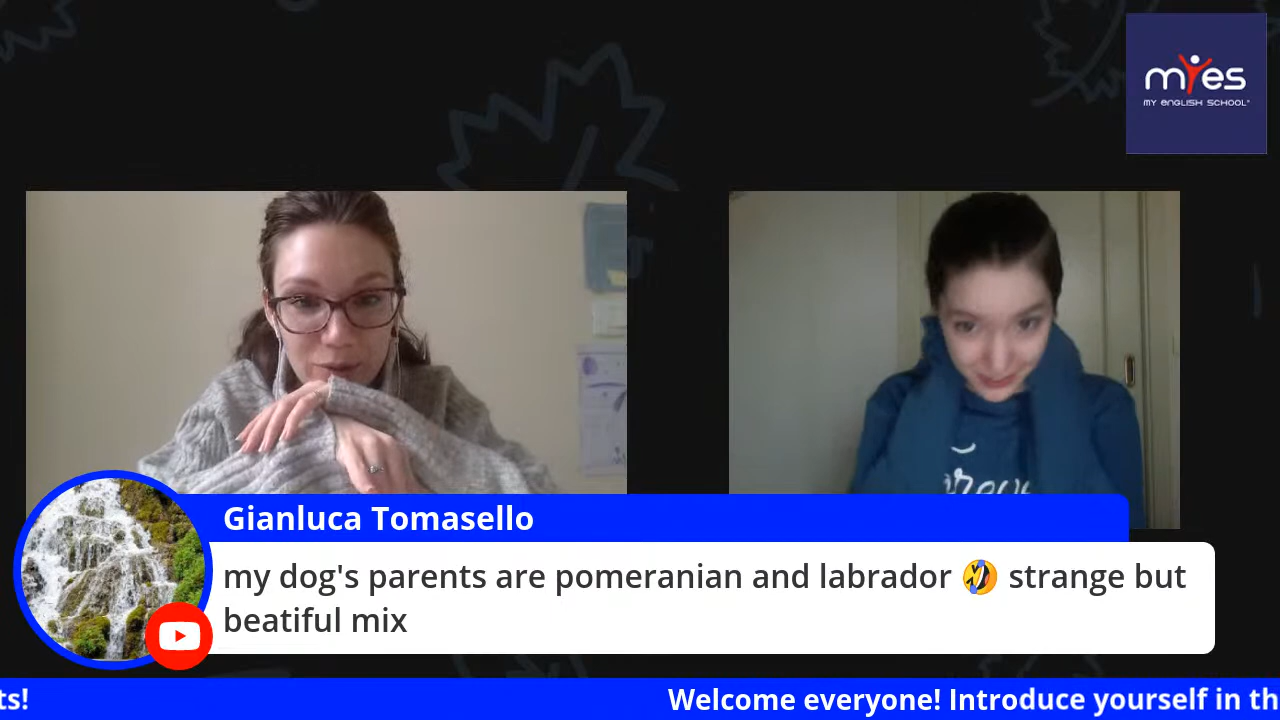 myes
MY ENGLISH SCHOOL
Gianluca Tomasello
my dog's parents are pomeranian and labrador 🤣 strange but
beatiful mix
ts!
Welcome everyone! Introduce yourself in th